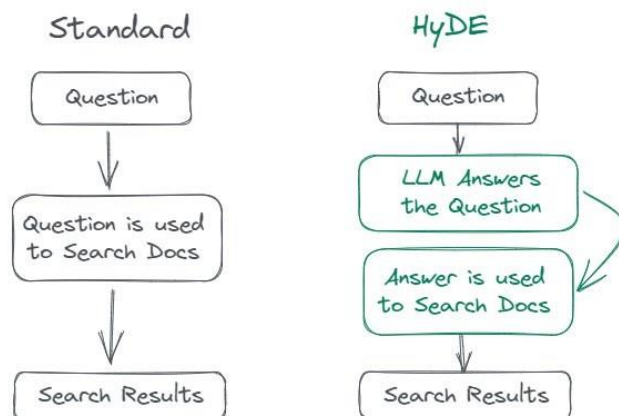 Standard
Question
Question is used
to Search Docs
Search Results
HyDE
Question
LLM Answers
the Question
Answer is used
to Search Docs
Search Results